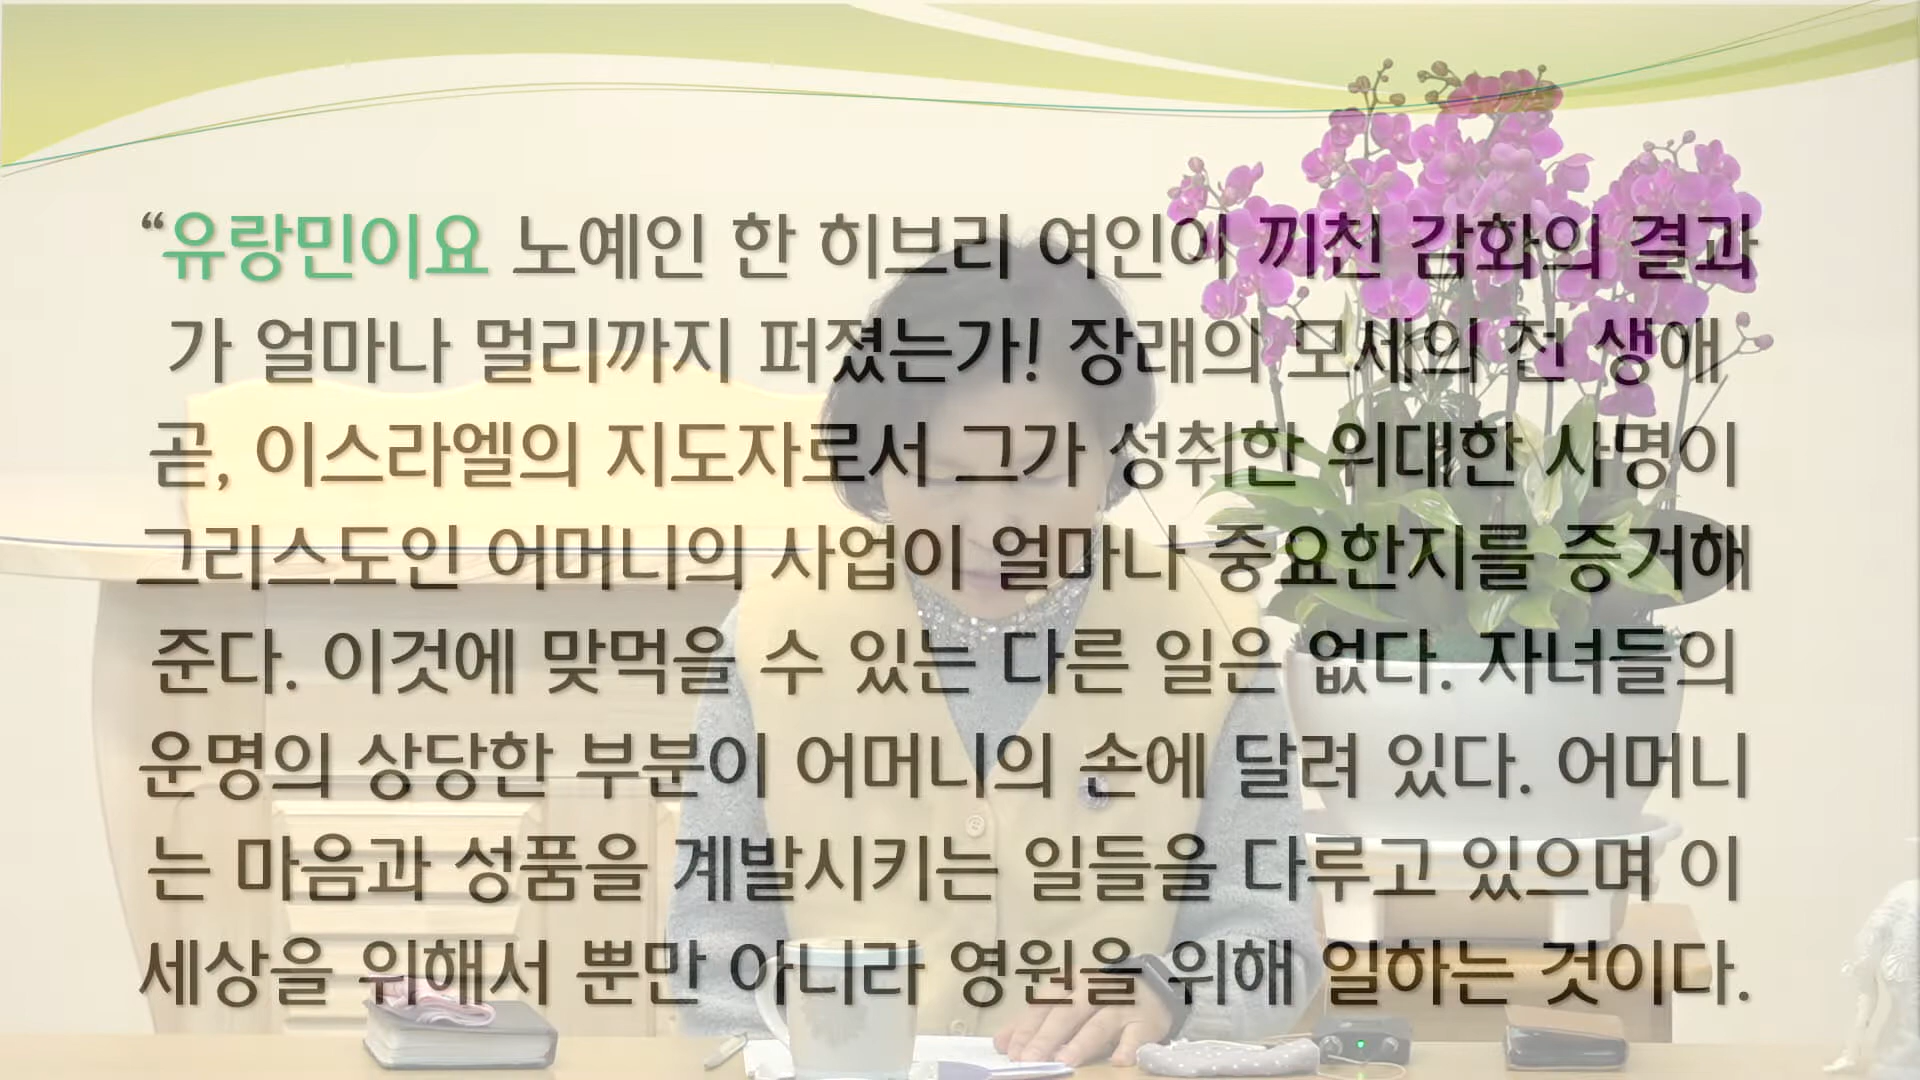 “유랑민이요 노예인 한 히브리 여인이 끼친 감화의 결과
가 얼마나 멀리까지 퍼졌는가! 장래의 모세의 전 생애
곧, 이스라엘의 지도자로서 그가 성취한 위대한 사명이
그리스도인 어머니의 사업이 얼마나 중요한지를 증거해
준다. 이것에 맞먹을 수 있는 다른 일은 없다. 자녀들의
운명의 상당한 부분이 어머니의 손에 달려 있다. 어머니
는 마음과 성품을 계발시키는 일들을 다루고 있으며 이
세상을 위해서 뿐만 아니라 영원을 위해 일하는 것이다.